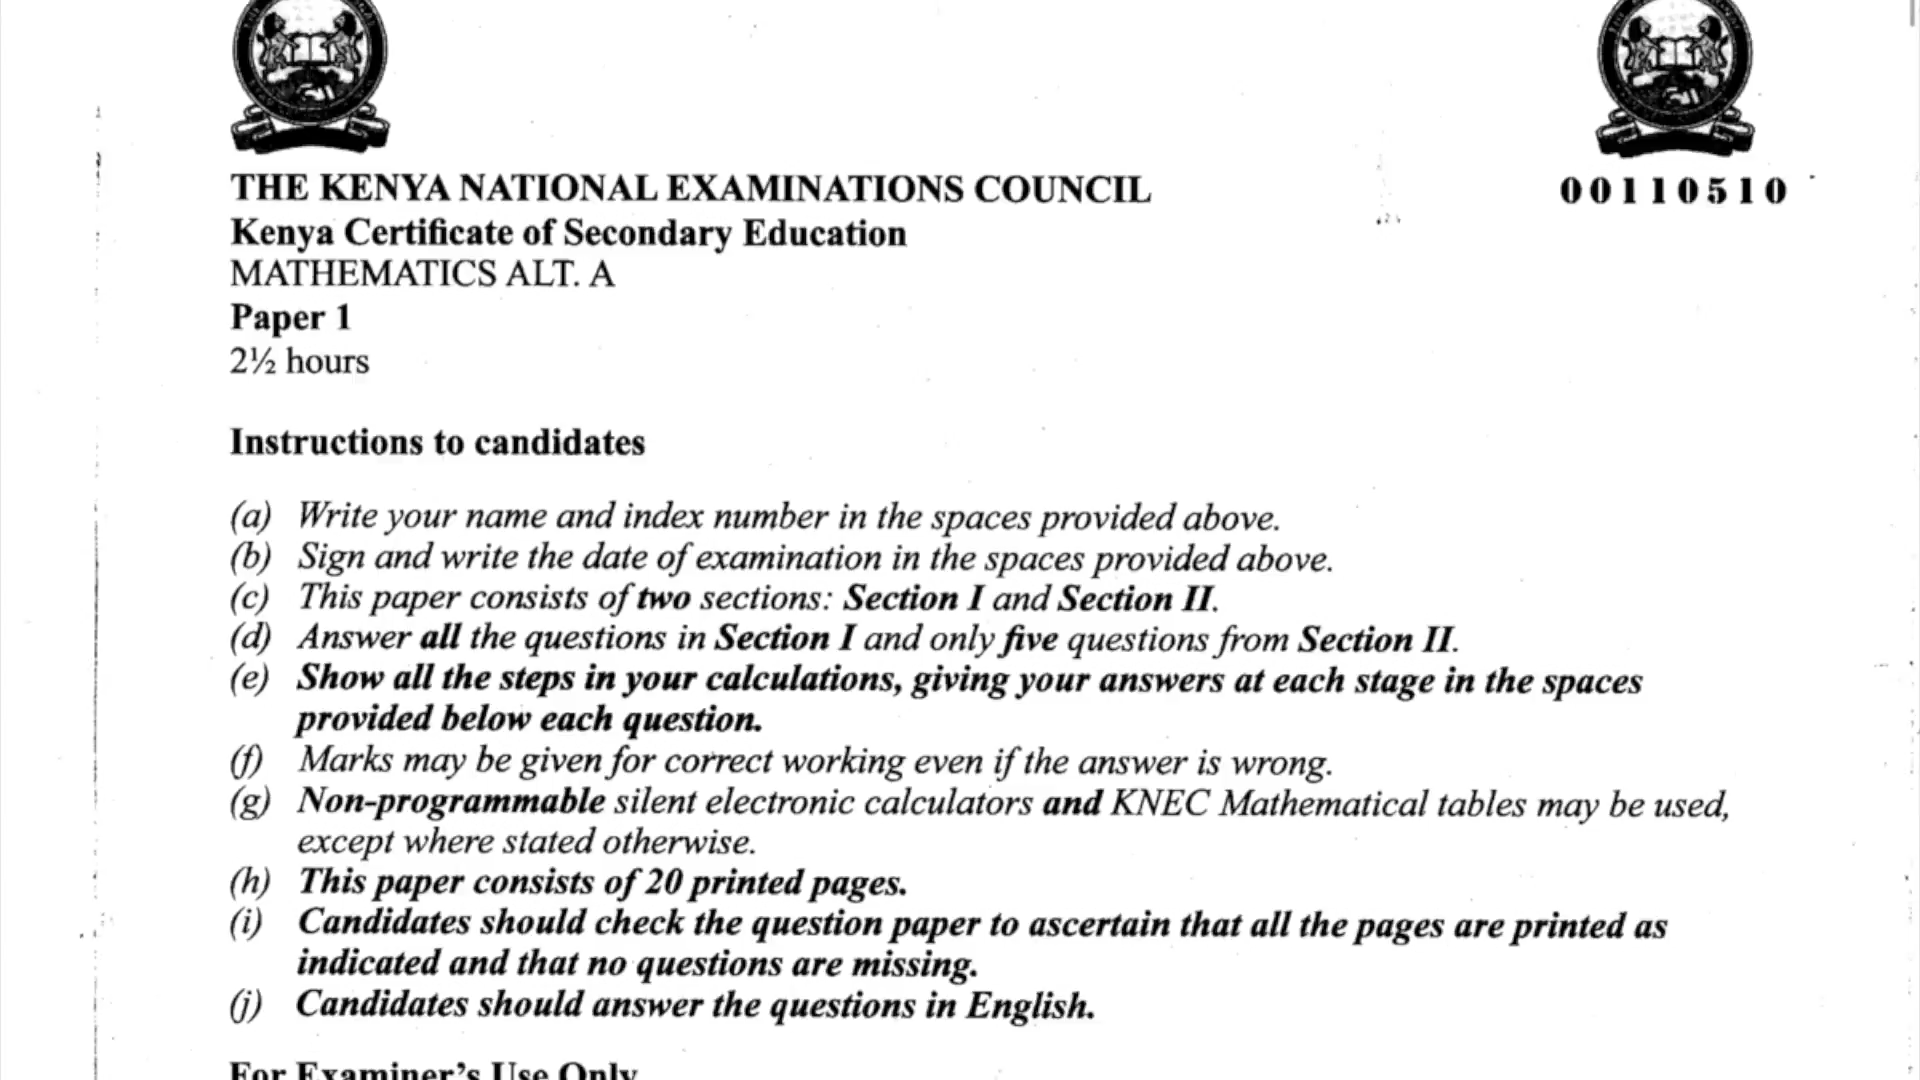 THE KENYA NATIONAL EXAMINATIONS COUNCIL
00110510
Kenya Certificate of Secondary Education
MATHEMATICS ALT. A
Paper 1
2½ hours
Instructions to candidates
(a) Write your name and index number in the spaces provided above.
(b) Sign and write the date of examination in the spaces provided above.
(c) This paper consists of two sections: Section I and Section II.
(d) Answer all the questions in Section I and only five questions from Section II.
(e) Show all the steps in your calculations, giving your answers at each stage in the spaces
provided below each question.
(f) Marks may be given for correct working even if the answer is wrong.
(g) Non-programmable silent electronic calculators and KNEC Mathematical tables may be used,
except where stated otherwise.
(h) This paper consists of 20 printed pages.
(i) Candidates should check the question paper to ascertain that all the pages are printed as
indicated and that no questions are missing.
(j) Candidates should answer the questions in English.
For Examiner's Use Only